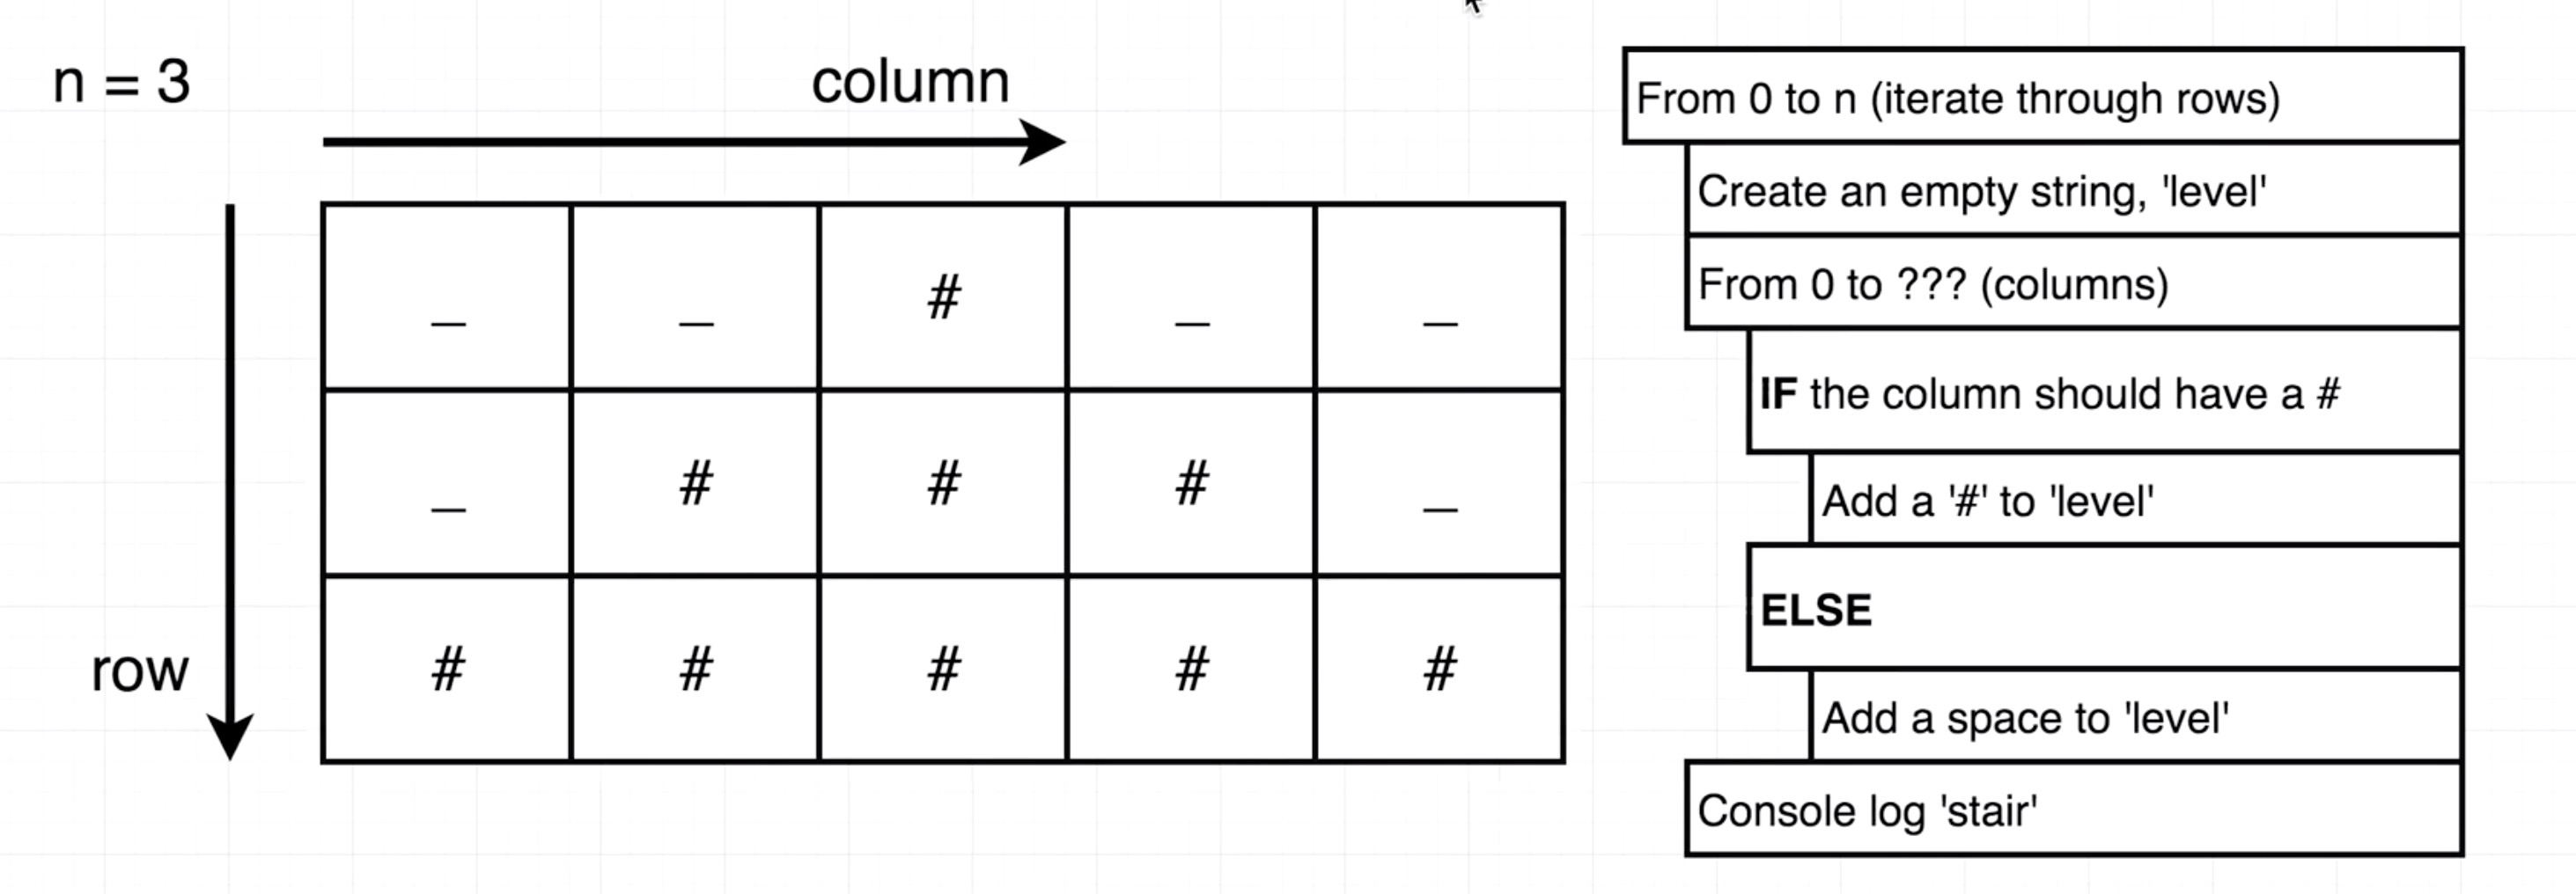 n = 3
column
row
_ _ # _ _
_ # # # _
# # # # #
From 0 to n (iterate through rows)
Create an empty string, 'level'
From 0 to ??? (columns)
IF the column should have a #
Add a '#' to 'level'
ELSE
Add a space to 'level'
Console log 'stair'